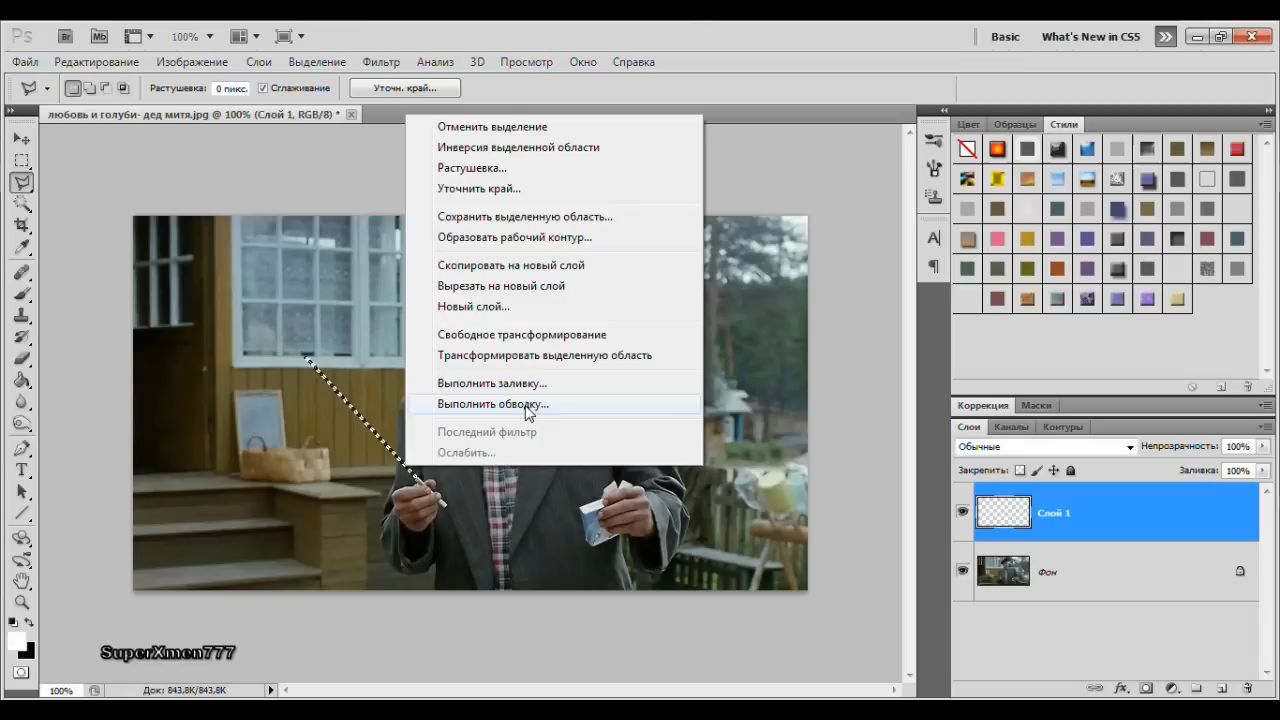 Ps Br Mb 100% Basic What's New in CS5
Файл Редактирование Изображение Слои Выделение Фильтр Анализ 3D Просмотр Окно Справка
Растушевка: 0 пикс. Сглаживание Уточн. край...
любовь и голуби- дед митя.jpg @ 100% (Слой 1, RGB/8) *
Отменить выделение
Инверсия выделенной области
Растушевка...
Уточнить край...
Сохранить выделенную область...
Образовать рабочий контур...
Скопировать на новый слой
Вырезать на новый слой
Новый слой...
Свободное трансформирование
Трансформировать выделенную область
Выполнить заливку...
Выполнить обводку...
Последний фильтр
Ослабить...
Цвет Образцы Стили
Коррекция Маски
Слои Каналы Контуры
Обычные Непрозрачность: 100%
Закрепить: Заливка: 100%
Слой 1
Фон
SuperXmen777
100% Док: 843,8K/843,8K